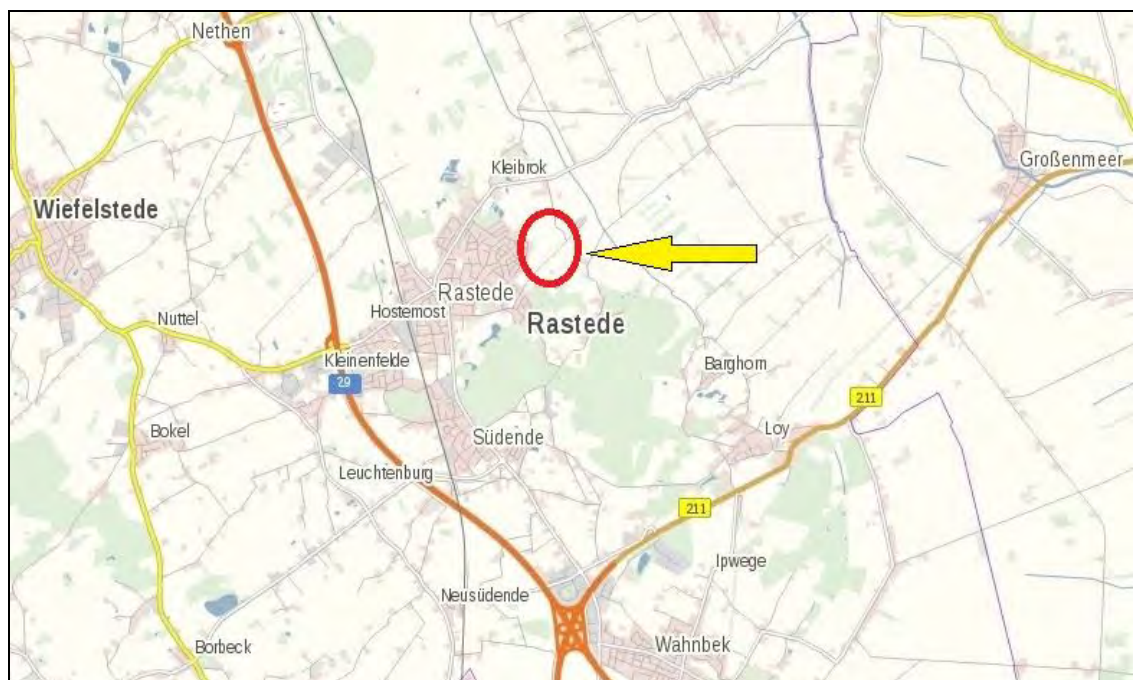 Nethen
Kleibrok
Großenmeer
Wiefelstede
Rastede
Hostemost
Nuttel
Rastede
Kleinenfelde
Barghorn
29
211
Bokel
Loy
Südende
Leuchtenburg
211
Ipwege
Neusüdende
Borbeck
Wahnbek